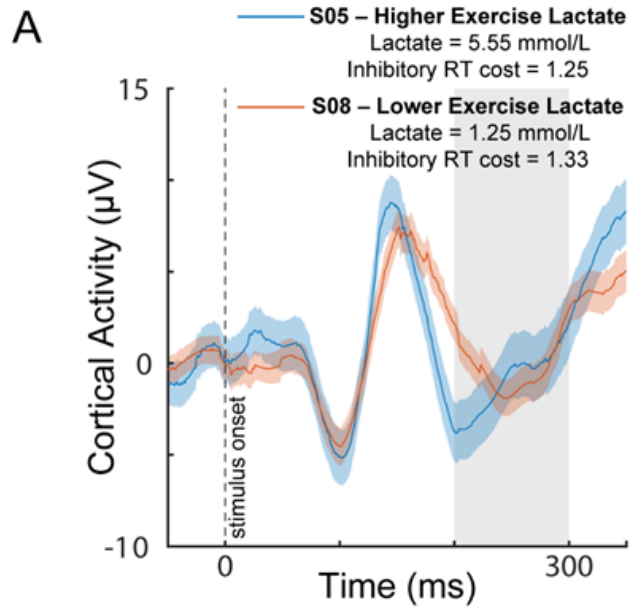 A
S05 – Higher Exercise Lactate
Lactate = 5.55 mmol/L
Inhibitory RT cost = 1.25
15
S08 – Lower Exercise Lactate
Lactate = 1.25 mmol/L
Inhibitory RT cost = 1.33
Cortical Activity (µV)
0
stimulus onset
-10
0
300
Time (ms)